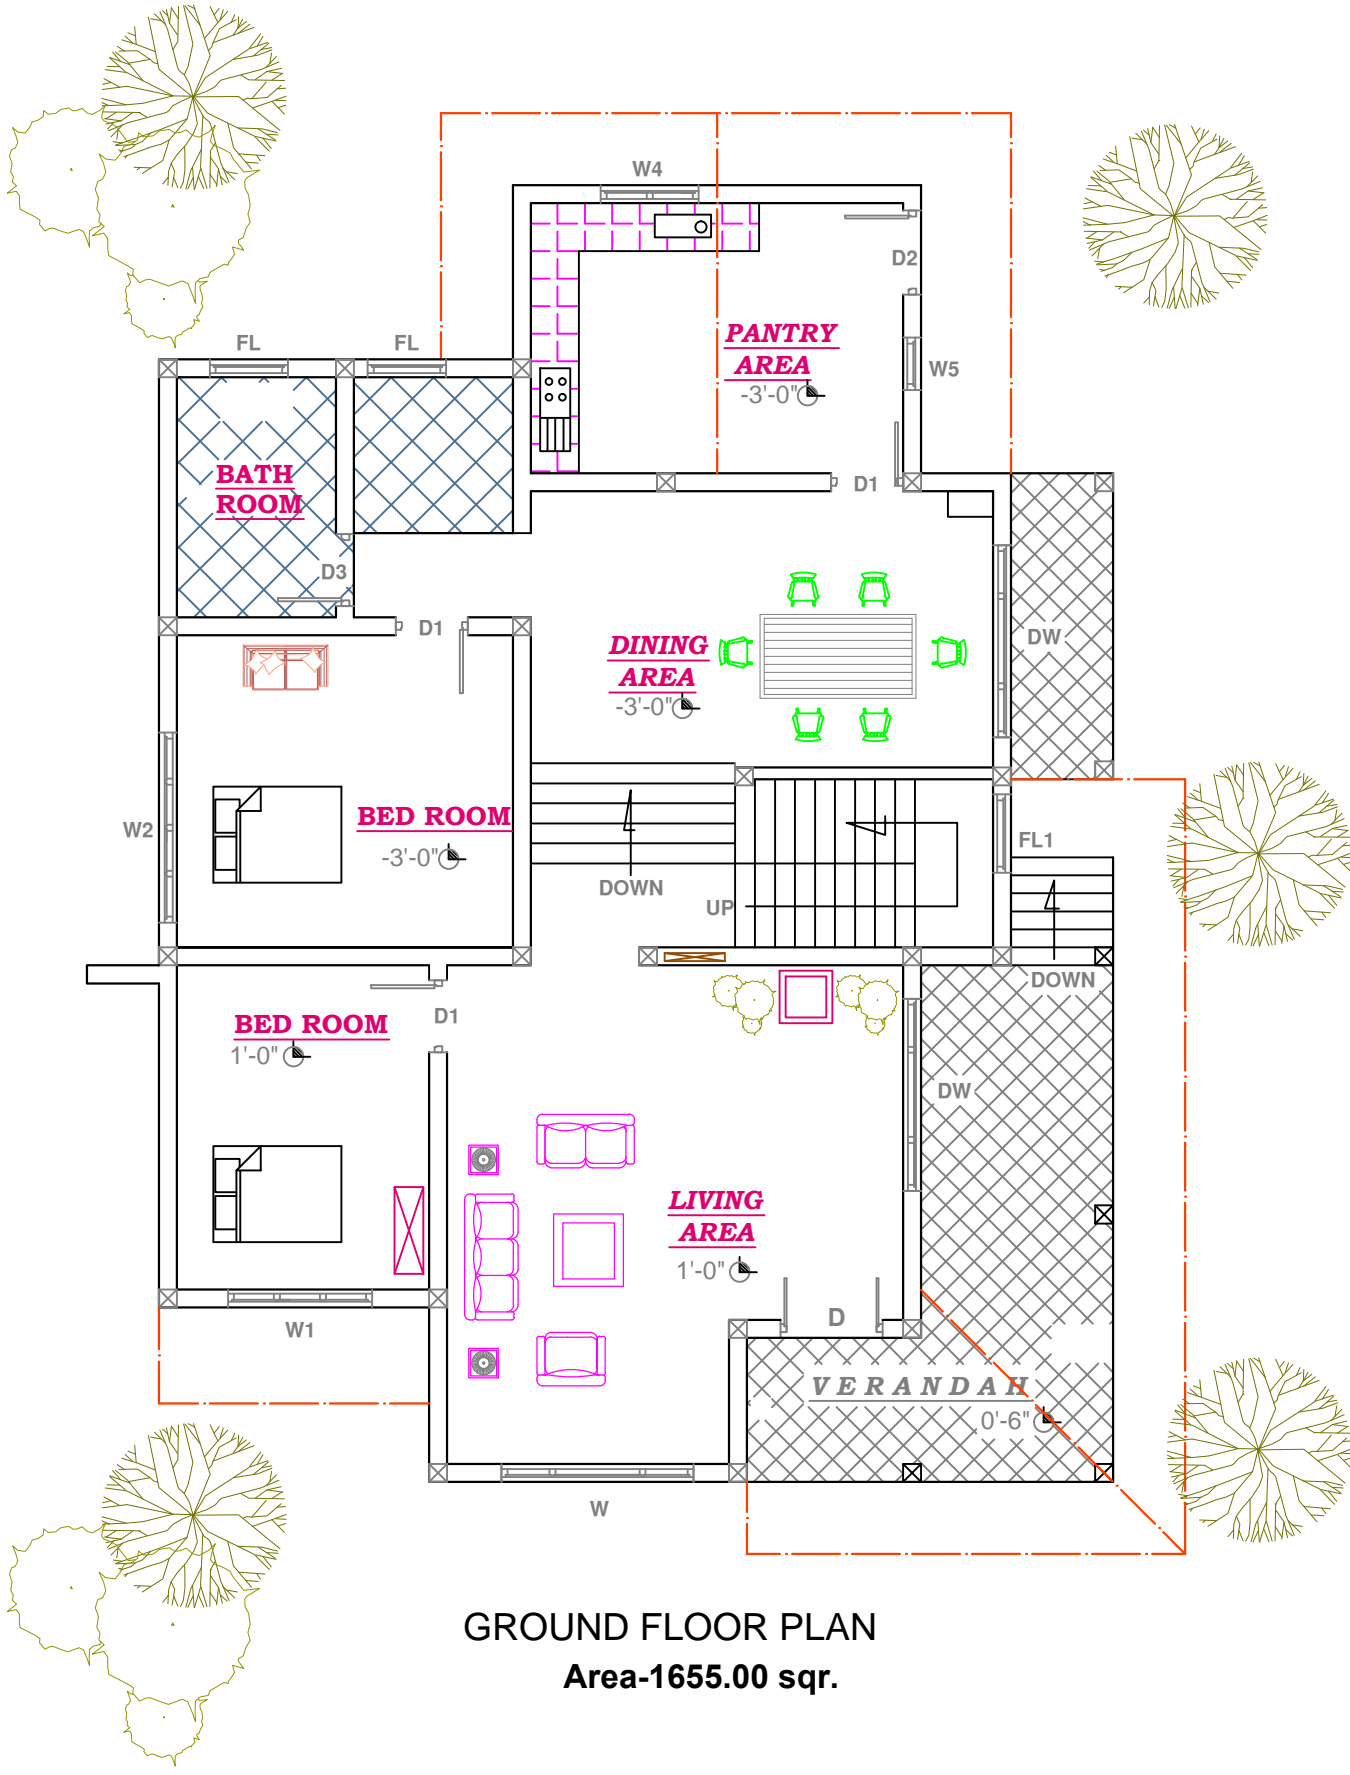 W4
D2
FL
FL
PANTRY
AREA
-3'-0"
W5
BATH
ROOM
D1
D3
D1
DINING
AREA
-3'-0"
DW
W2
BED ROOM
-3'-0"
DOWN
UP
FL1
DOWN
BED ROOM
1'-0"
D1
DW
LIVING
AREA
1'-0"
W1
D
VERANDAH
0'-6"
W
GROUND FLOOR PLAN
Area-1655.00 sqr.